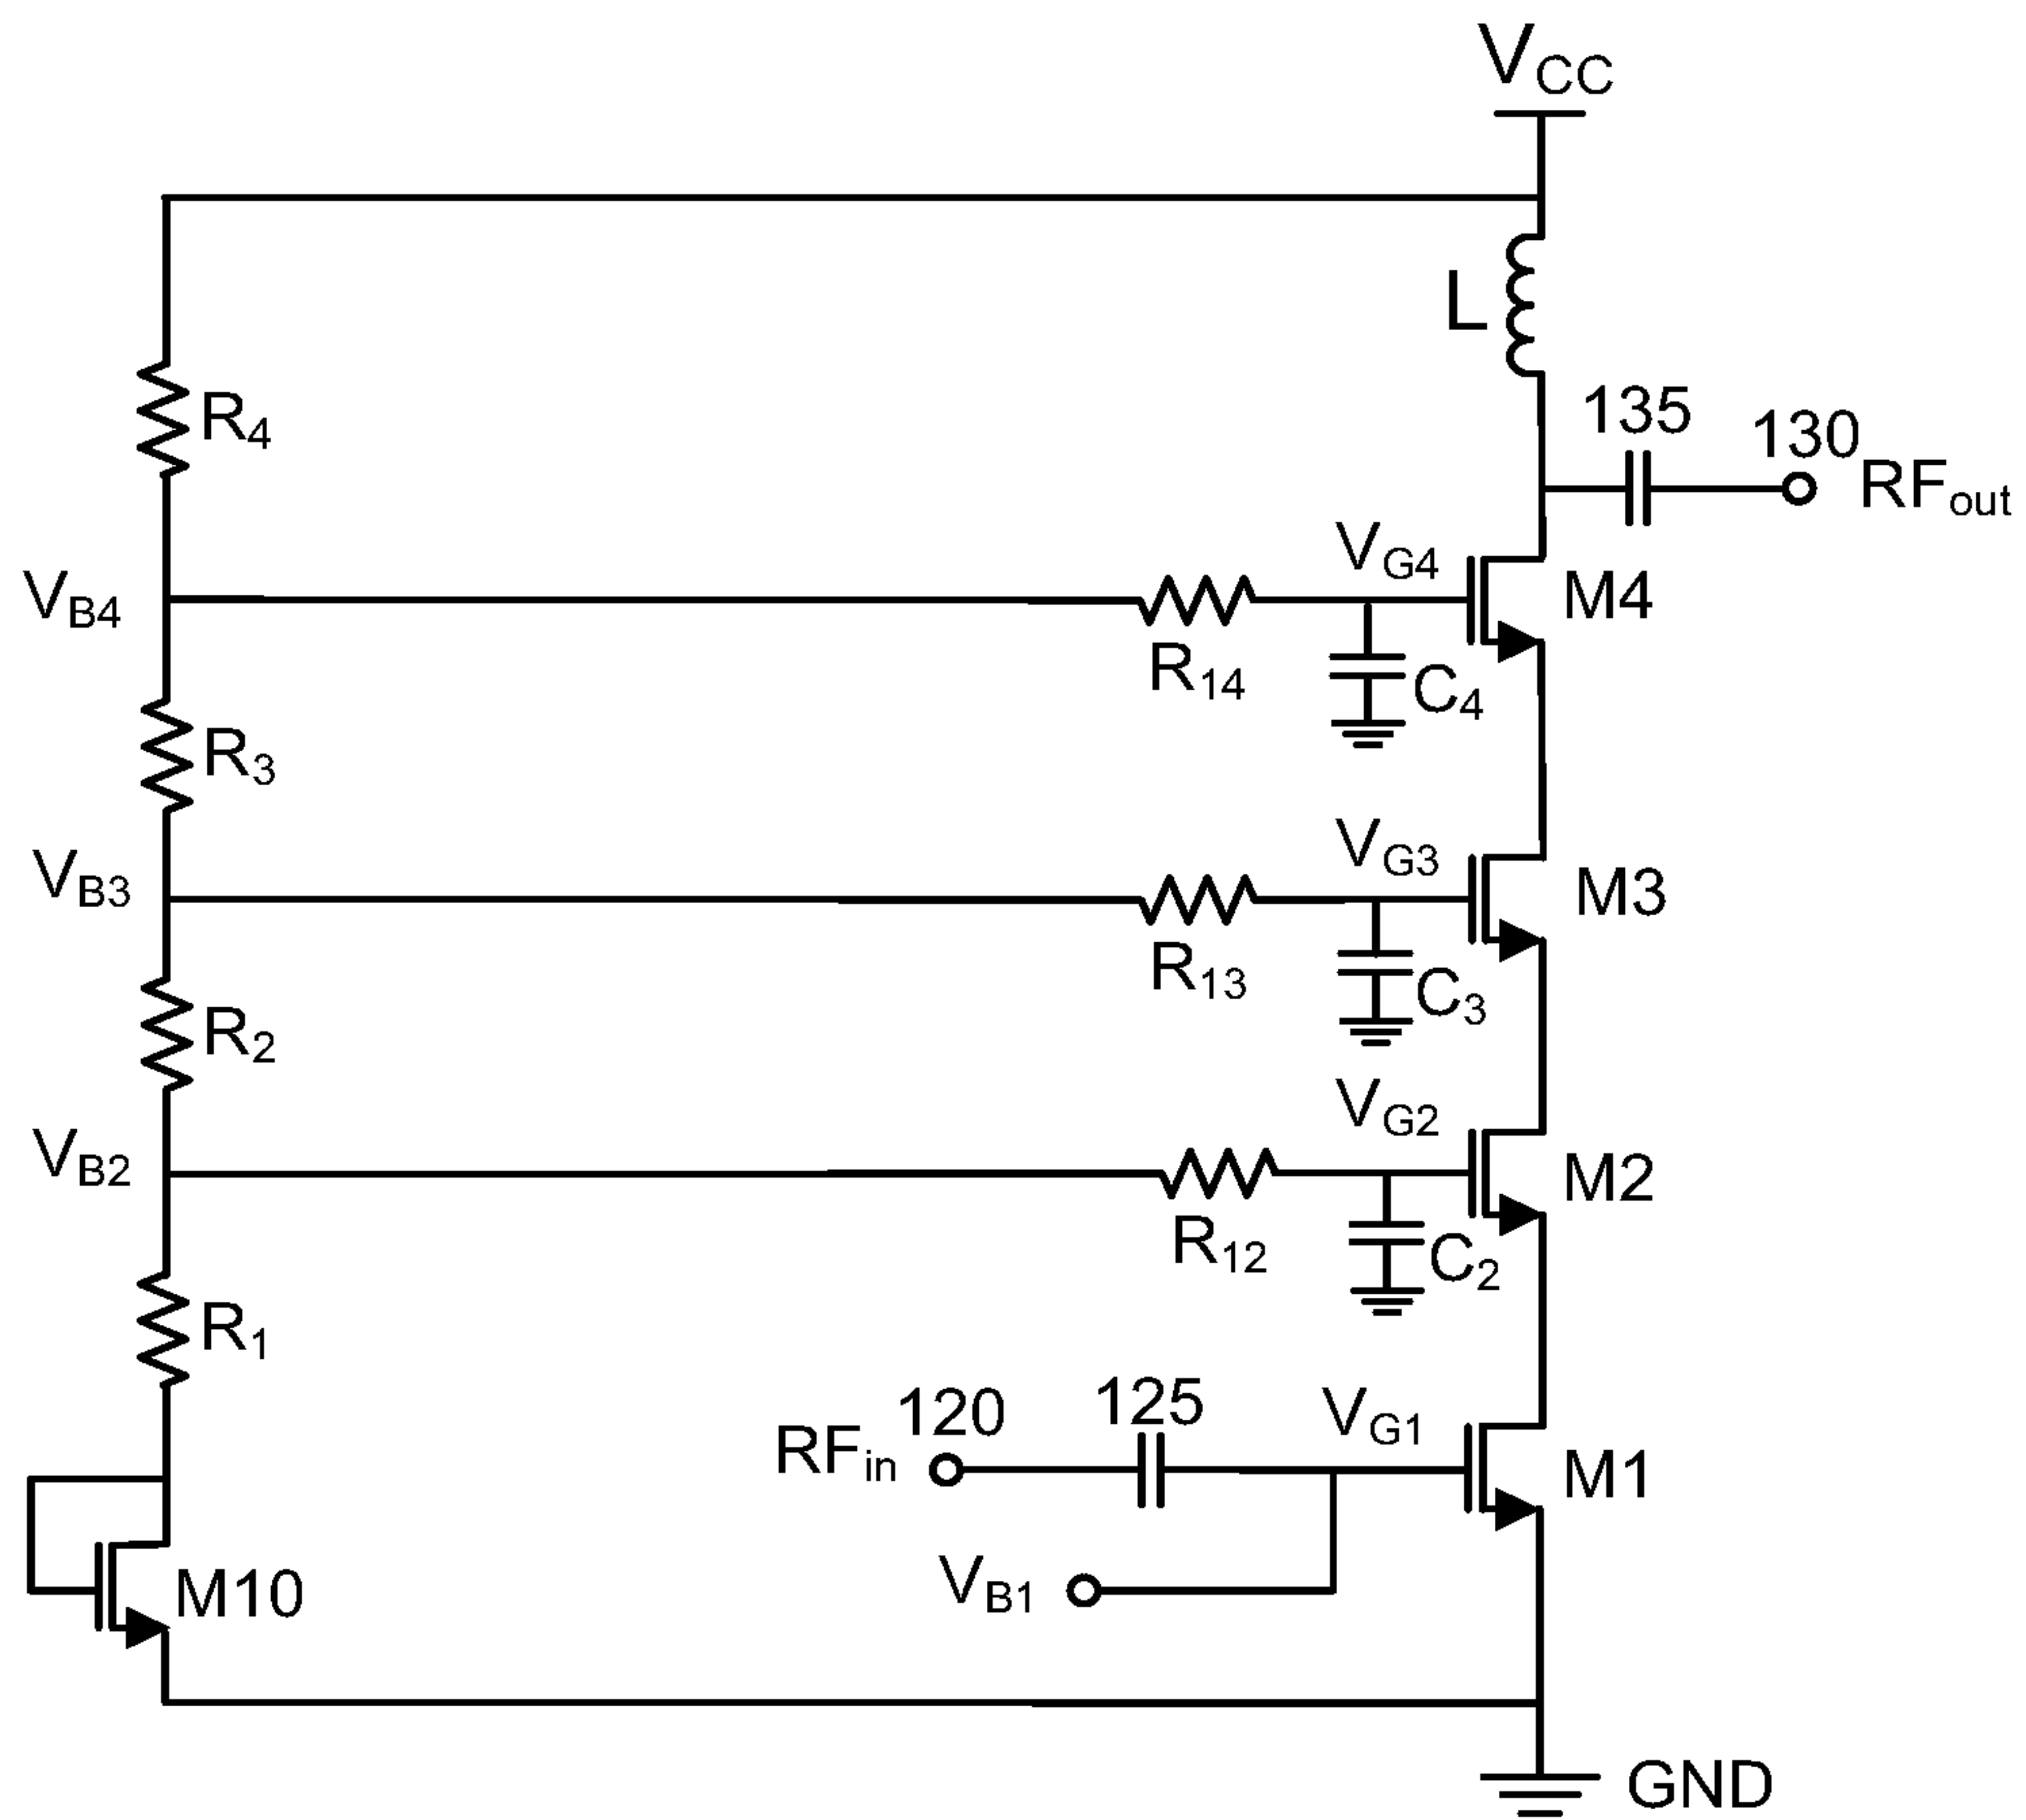 VCC
L
135
130
RFout
R4
VG4
M4
VB4
R14
C4
R3
VG3
M3
VB3
R13
C3
R2
VG2
M2
VB2
R12
C2
R1
120
125
VG1
RFin
M1
VB1
M10
GND